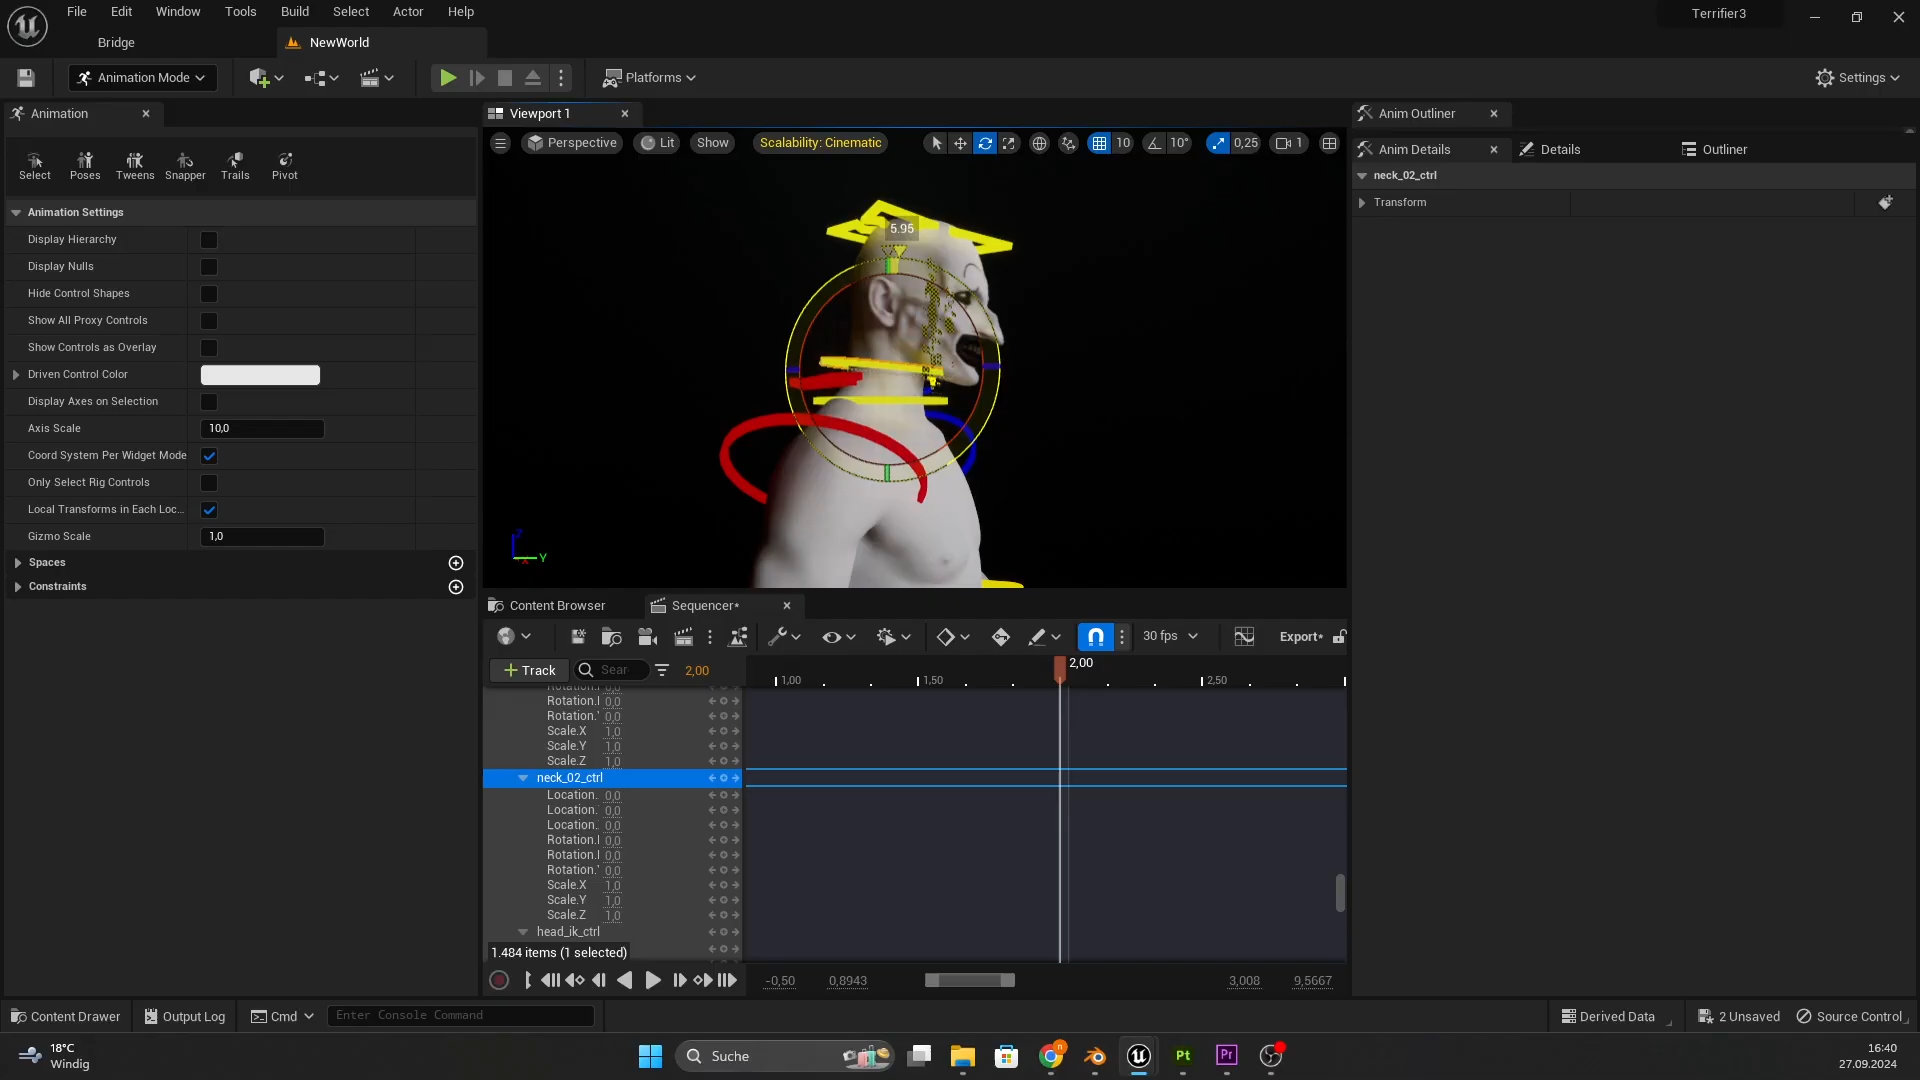 File Edit Window Tools Build Select Actor Help
Terrifier3
Bridge
NewWorld
Animation Mode
Platforms
Settings
Animation
Viewport 1
Anim Outliner
Select Poses Tweens Snapper Trails Pivot
Perspective Lit Show Scalability: Cinematic 10 10° 0,25 1
Anim Details Details Outliner
neck_02_ctrl
Transform
Animation Settings
Display Hierarchy
Display Nulls
Hide Control Shapes
Show All Proxy Controls
Show Controls as Overlay
Driven Control Color
Display Axes on Selection
Axis Scale 10,0
Coord System Per Widget Mode
Only Select Rig Controls
Local Transforms in Each Loc...
Gizmo Scale 1,0
Spaces
Constraints
5.95
Z
Y
Content Browser Sequencer*
30 fps Export*
Track Sear 2,00
1,00 1,50 2,00 2,50
Rotation.I 0,0
Rotation.I 0,0
Rotation.' 0,0
Scale.X 1,0
Scale.Y 1,0
Scale.Z 1,0
neck_02_ctrl
Location. 0,0
Location. 0,0
Location. 0,0
Rotation.I 0,0
Rotation.I 0,0
Rotation.' 0,0
Scale.X 1,0
Scale.Y 1,0
Scale.Z 1,0
head_ik_ctrl
1.484 items (1 selected)
-0,50 0,8943 3,008 9,5667
Content Drawer Output Log Cmd Enter Console Command Derived Data 2 Unsaved Source Control
18°C
Windig
Suche
n
Pt
Pr
16:40
27.09.2024